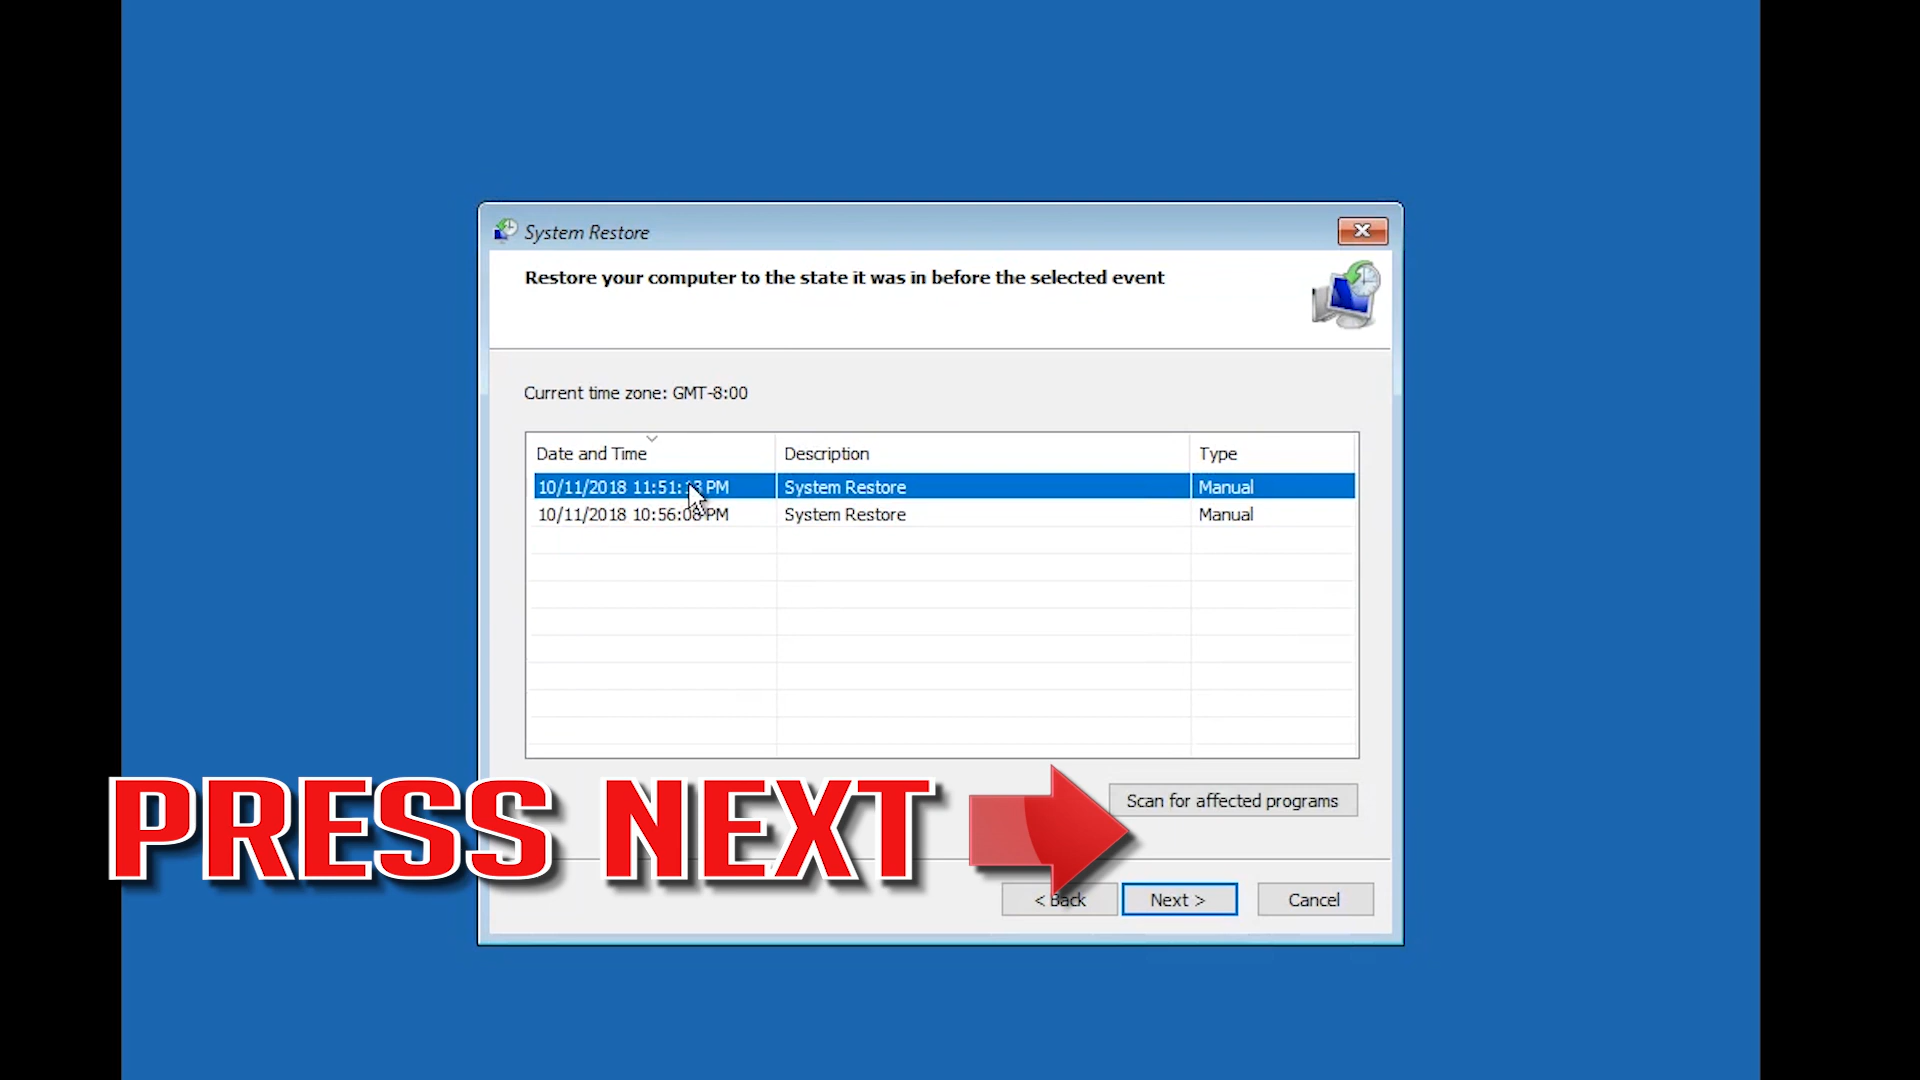 System Restore
Restore your computer to the state it was in before the selected event
Current time zone: GMT-8:00
Date and Time Description Type
10/11/2018 11:51:13 PM System Restore Manual
10/11/2018 10:56:08 PM System Restore Manual
Scan for affected programs
PRESS NEXT
< Back Next > Cancel